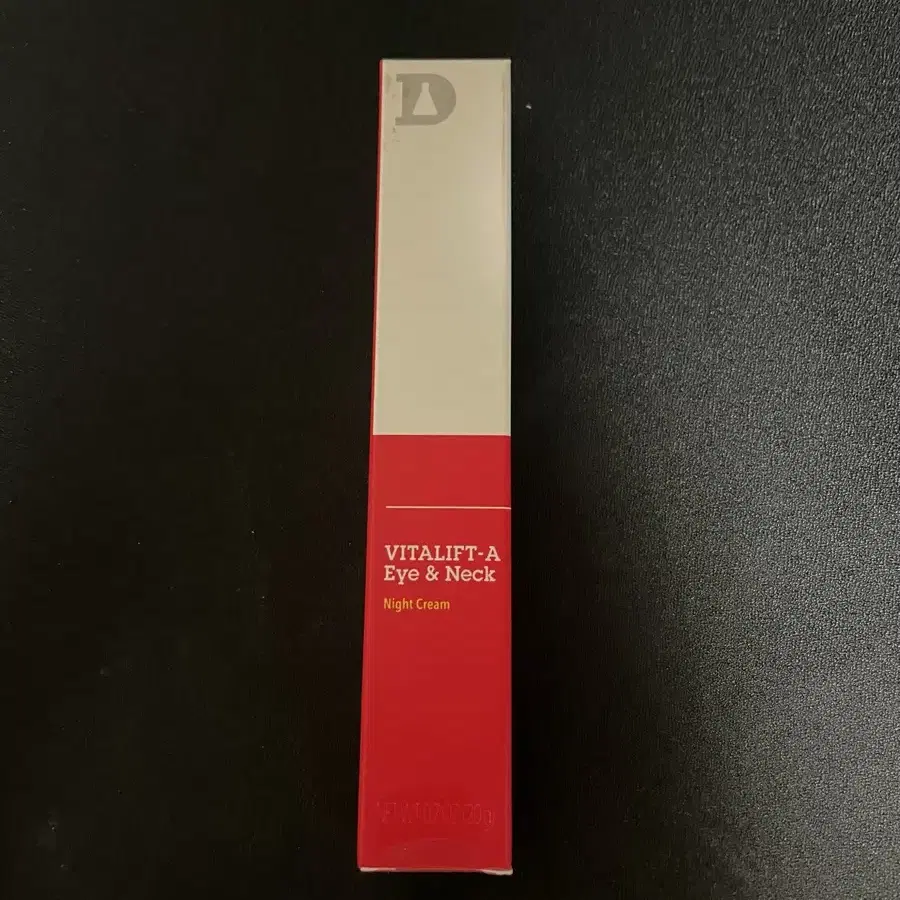 D
VITALIFT-A
Eye & Neck
Night Cream